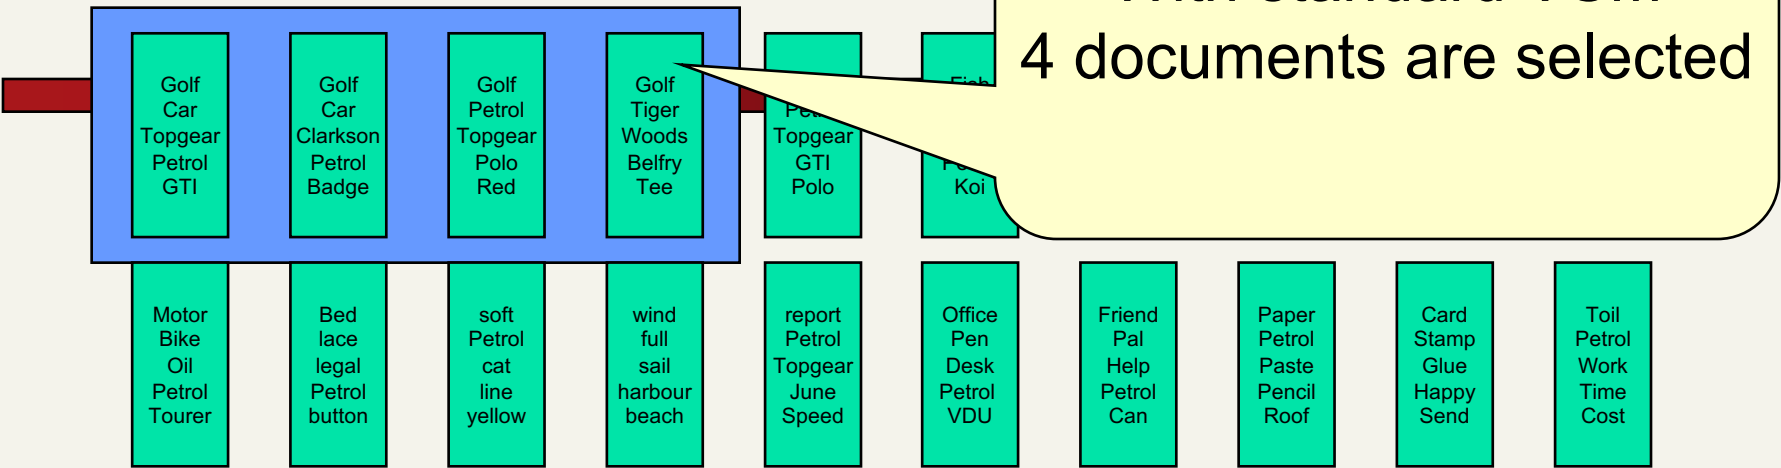 4 documents are selected
Golf
Car
Topgear
Petrol
GTI
Golf
Car
Clarkson
Petrol
Badge
Golf
Petrol
Topgear
Polo
Red
Golf
Tiger
Woods
Belfry
Tee
Topgear
GTI
Polo
Koi
Motor
Bike
Oil
Petrol
Tourer
Bed
lace
legal
Petrol
button
soft
Petrol
cat
line
yellow
wind
full
sail
harbour
beach
report
Petrol
Topgear
June
Speed
Office
Pen
Desk
Petrol
VDU
Friend
Pal
Help
Petrol
Can
Paper
Petrol
Paste
Pencil
Roof
Card
Stamp
Glue
Happy
Send
Toil
Petrol
Work
Time
Cost